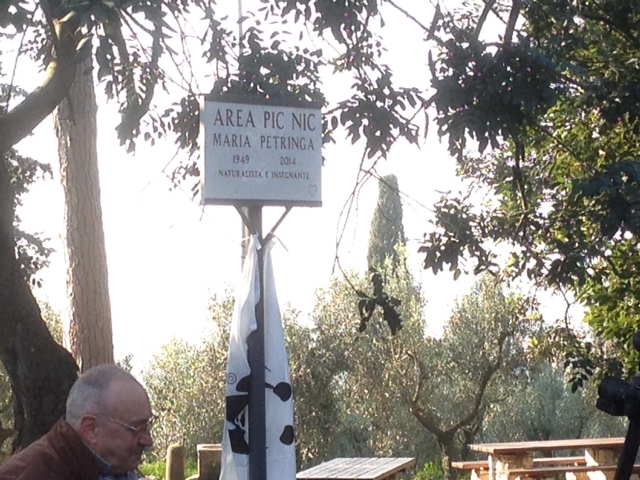 AREA PIC NIC
MARIA PETRINGA
1949 2014
NATURALISTA E INSEGNANTE